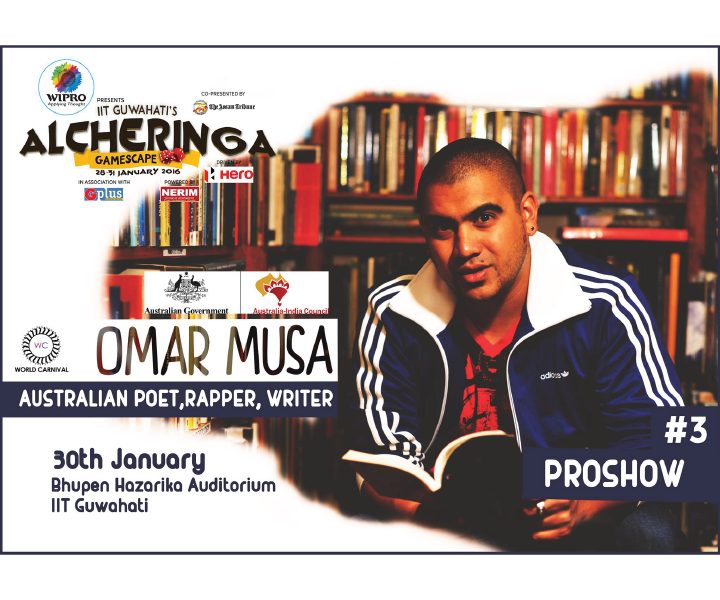 WIPRO
Applying Thought
PRESENTS
CO-PRESENTED BY
The Assam Tribune
IIT GUWAHATI'S
ALCHERINGA
GAMESCAPE
28-31 JANUARY 2016
DRIVEN BY
Hero
IN ASSOCIATION WITH
Gplus
POWERED BY
NERIM
Australian Government
Australia-India Council
WC
WORLD CARNIVAL
OMAR MUSA
AUSTRALIAN POET,RAPPER, WRITER
adidas
#3
PROSHOW
30th January
Bhupen Hazarika Auditorium
IIT Guwahati